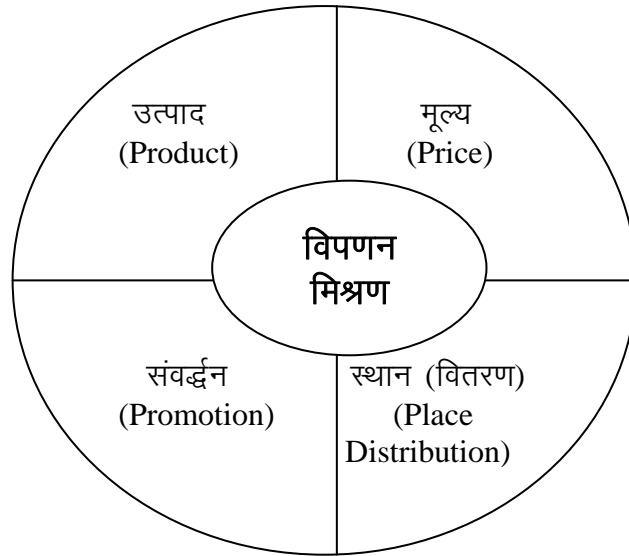 उत्पाद
(Product)
मूल्य
(Price)
विपणन
मिश्रण
संवर्द्धन
(Promotion)
स्थान (वितरण)
(Place
Distribution)